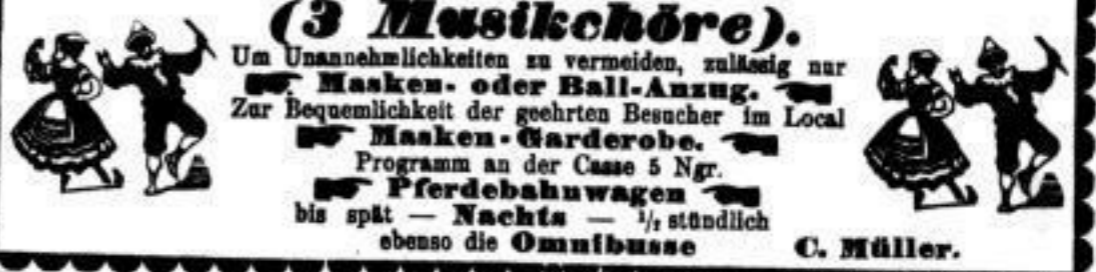 (3 Musikchöre).
Um Unannehmlichkeiten zu vermeiden, zulässig nur
Masken- oder Ball-Anzug.
Zur Bequemlichkeit der geehrten Besucher im Local
Masken-Garderobe.
Programm an der Casse 5 Ngr.
Pferdebahnwagen
bis spät — Nachts — ½ stündlich
ebenso die Omnibusse
C. Müller.